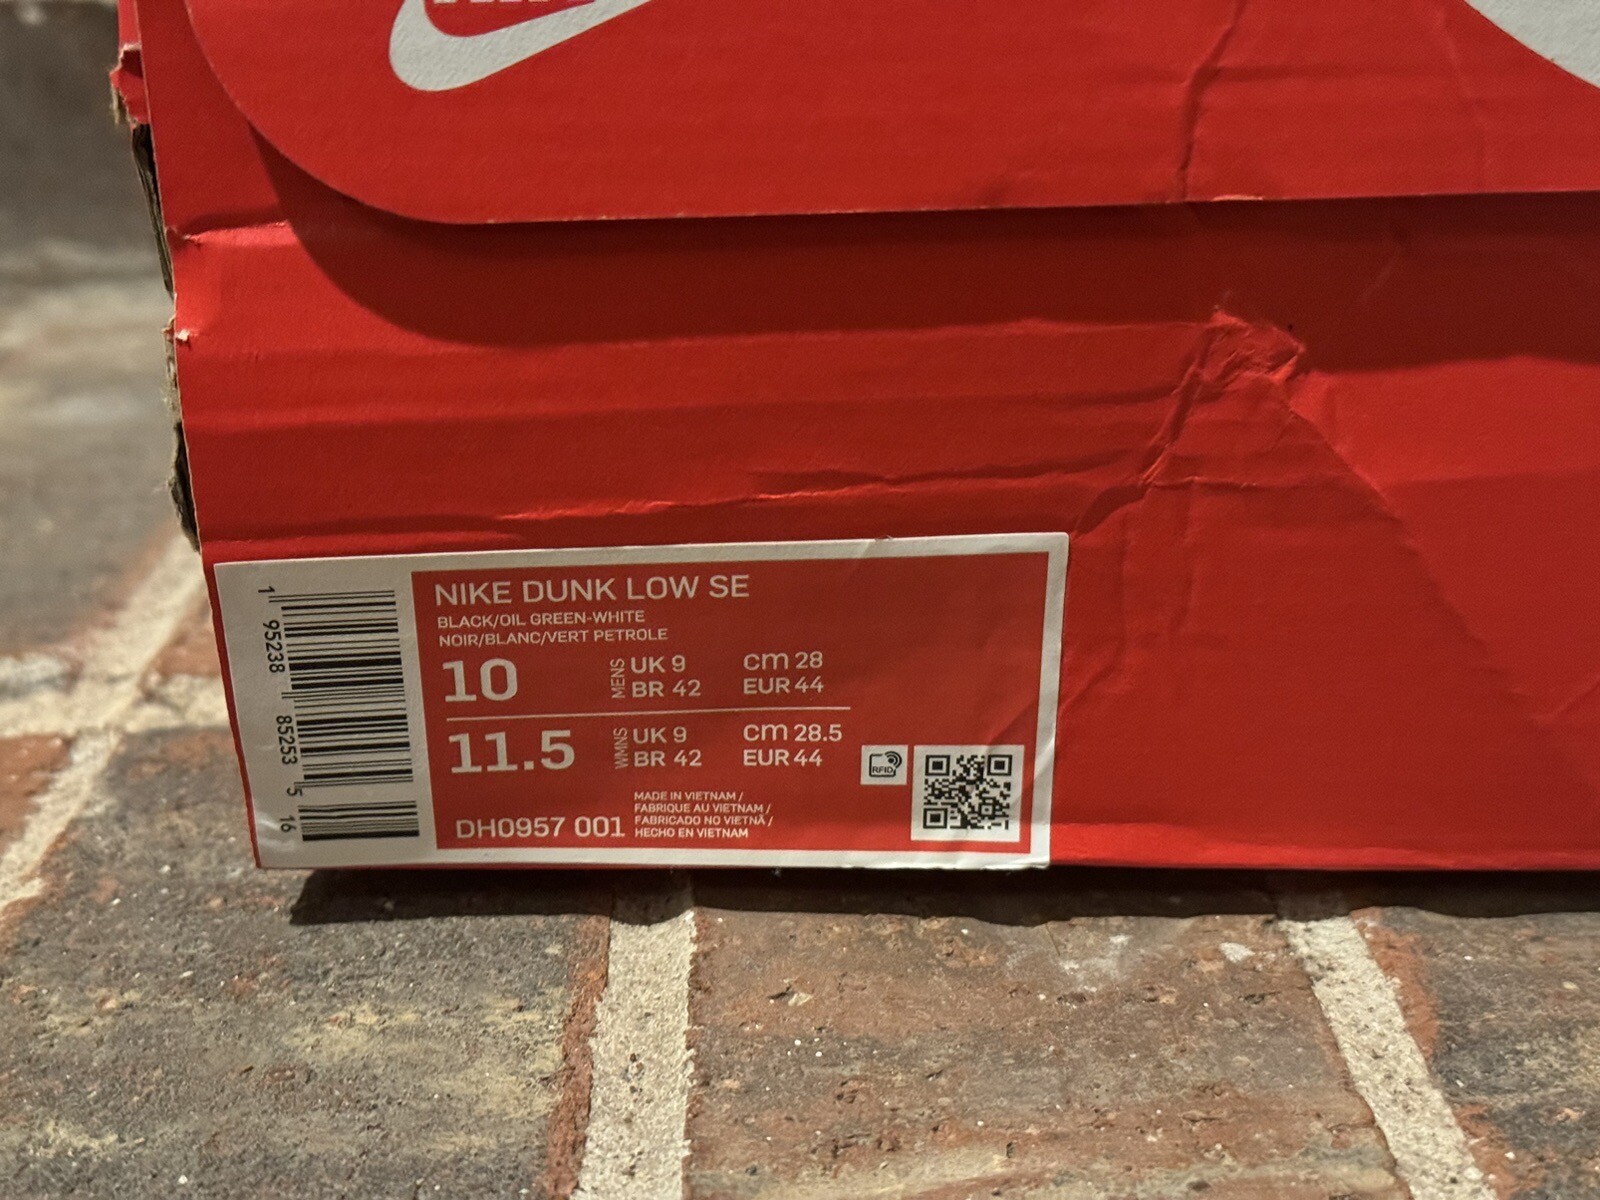 NIKE DUNK LOW SE
BLACK/OIL GREEN-WHITE
NOIR/BLANC/VERT PETROLE
10 MENS UK 9 cm 28
BR 42 EUR 44
11.5 WMNS UK 9 cm 28.5
BR 42 EUR 44
RFID
MADE IN VIETNAM /
FABRIQUE AU VIETNAM /
FABRICADO NO VIETNÃ /
HECHO EN VIETNAM
DH0957 001
1 95238 85253 5 16